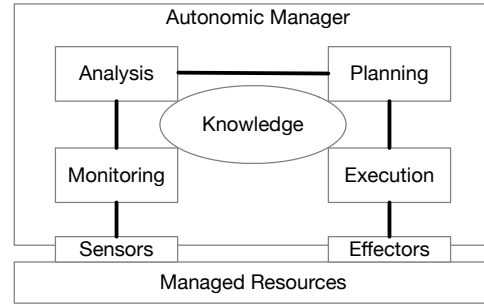 Autonomic Manager
Analysis
Planning
Knowledge
Monitoring
Execution
Sensors
Effectors
Managed Resources